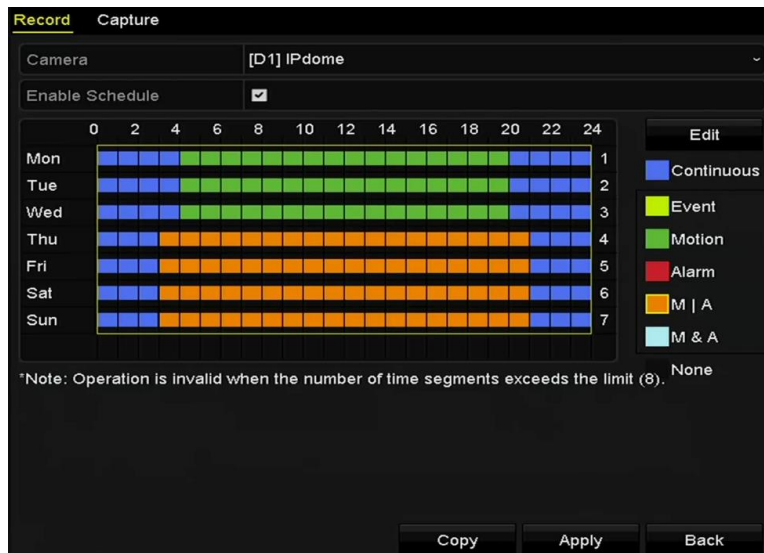 Record Capture
Camera [D1] IPdome
Enable Schedule
0 2 4 6 8 10 12 14 16 18 20 22 24
Edit
Mon 1
Continuous
Tue 2
Wed 3
Event
Thu 4
Motion
Fri 5
Alarm
Sat 6
M | A
Sun 7
M & A
None
*Note: Operation is invalid when the number of time segments exceeds the limit (8).
Copy Apply Back